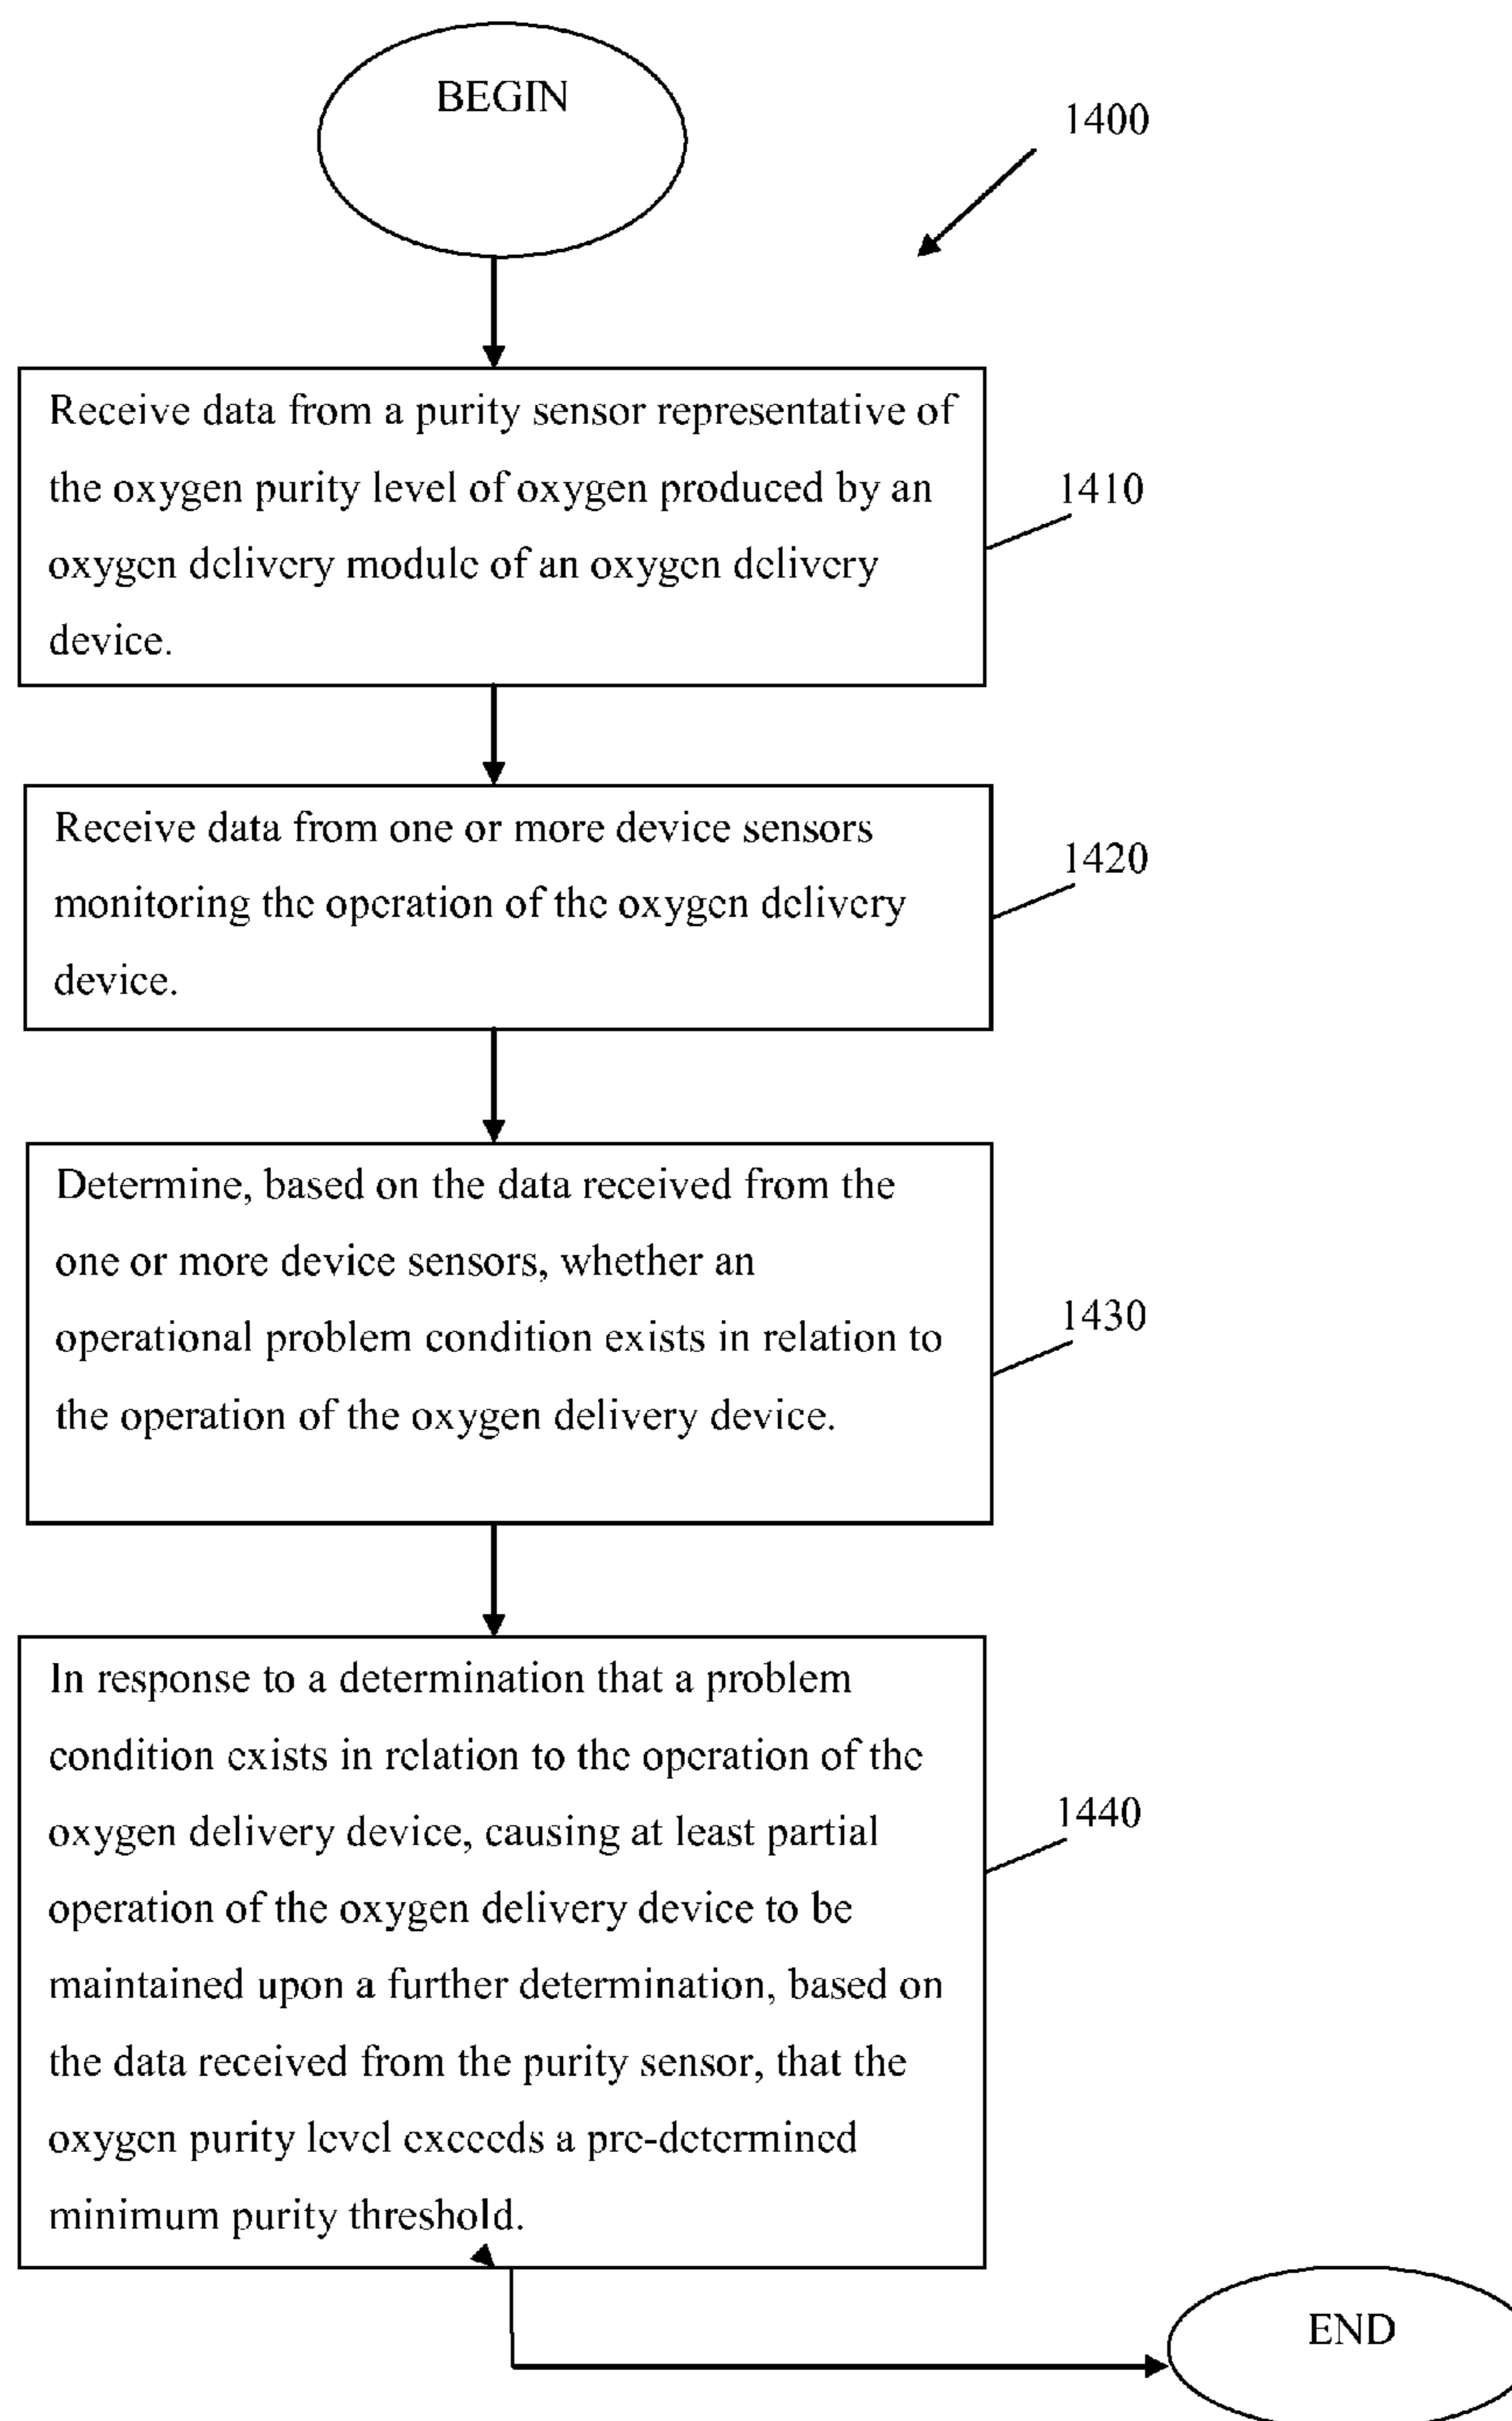 BEGIN
1400
Receive data from a purity sensor representative of
the oxygen purity level of oxygen produced by an
oxygen delivery module of an oxygen delivery
device.
1410
Receive data from one or more device sensors
monitoring the operation of the oxygen delivery
device.
1420
Determine, based on the data received from the
one or more device sensors, whether an
operational problem condition exists in relation to
the operation of the oxygen delivery device.
1430
In response to a determination that a problem
condition exists in relation to the operation of the
oxygen delivery device, causing at least partial
operation of the oxygen delivery device to be
maintained upon a further determination, based on
the data received from the purity sensor, that the
oxygen purity level exceeds a pre-determined
minimum purity threshold.
1440
END